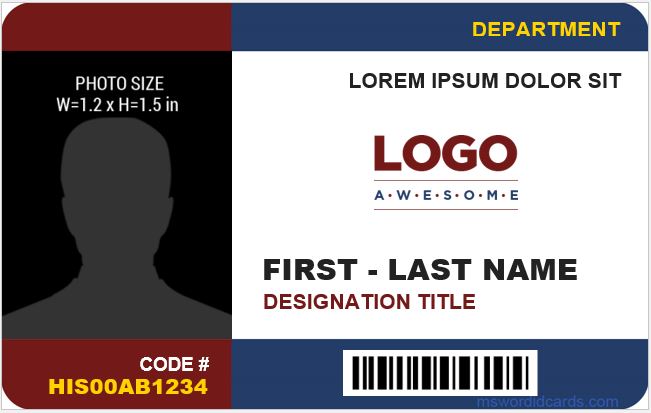 DEPARTMENT
PHOTO SIZE
W=1.2 x H=1.5 in
LOREM IPSUM DOLOR SIT
LOGO
A•W•E•S•O•M•E
FIRST - LAST NAME
DESIGNATION TITLE
CODE #
HIS00AB1234
mswordidcards.com